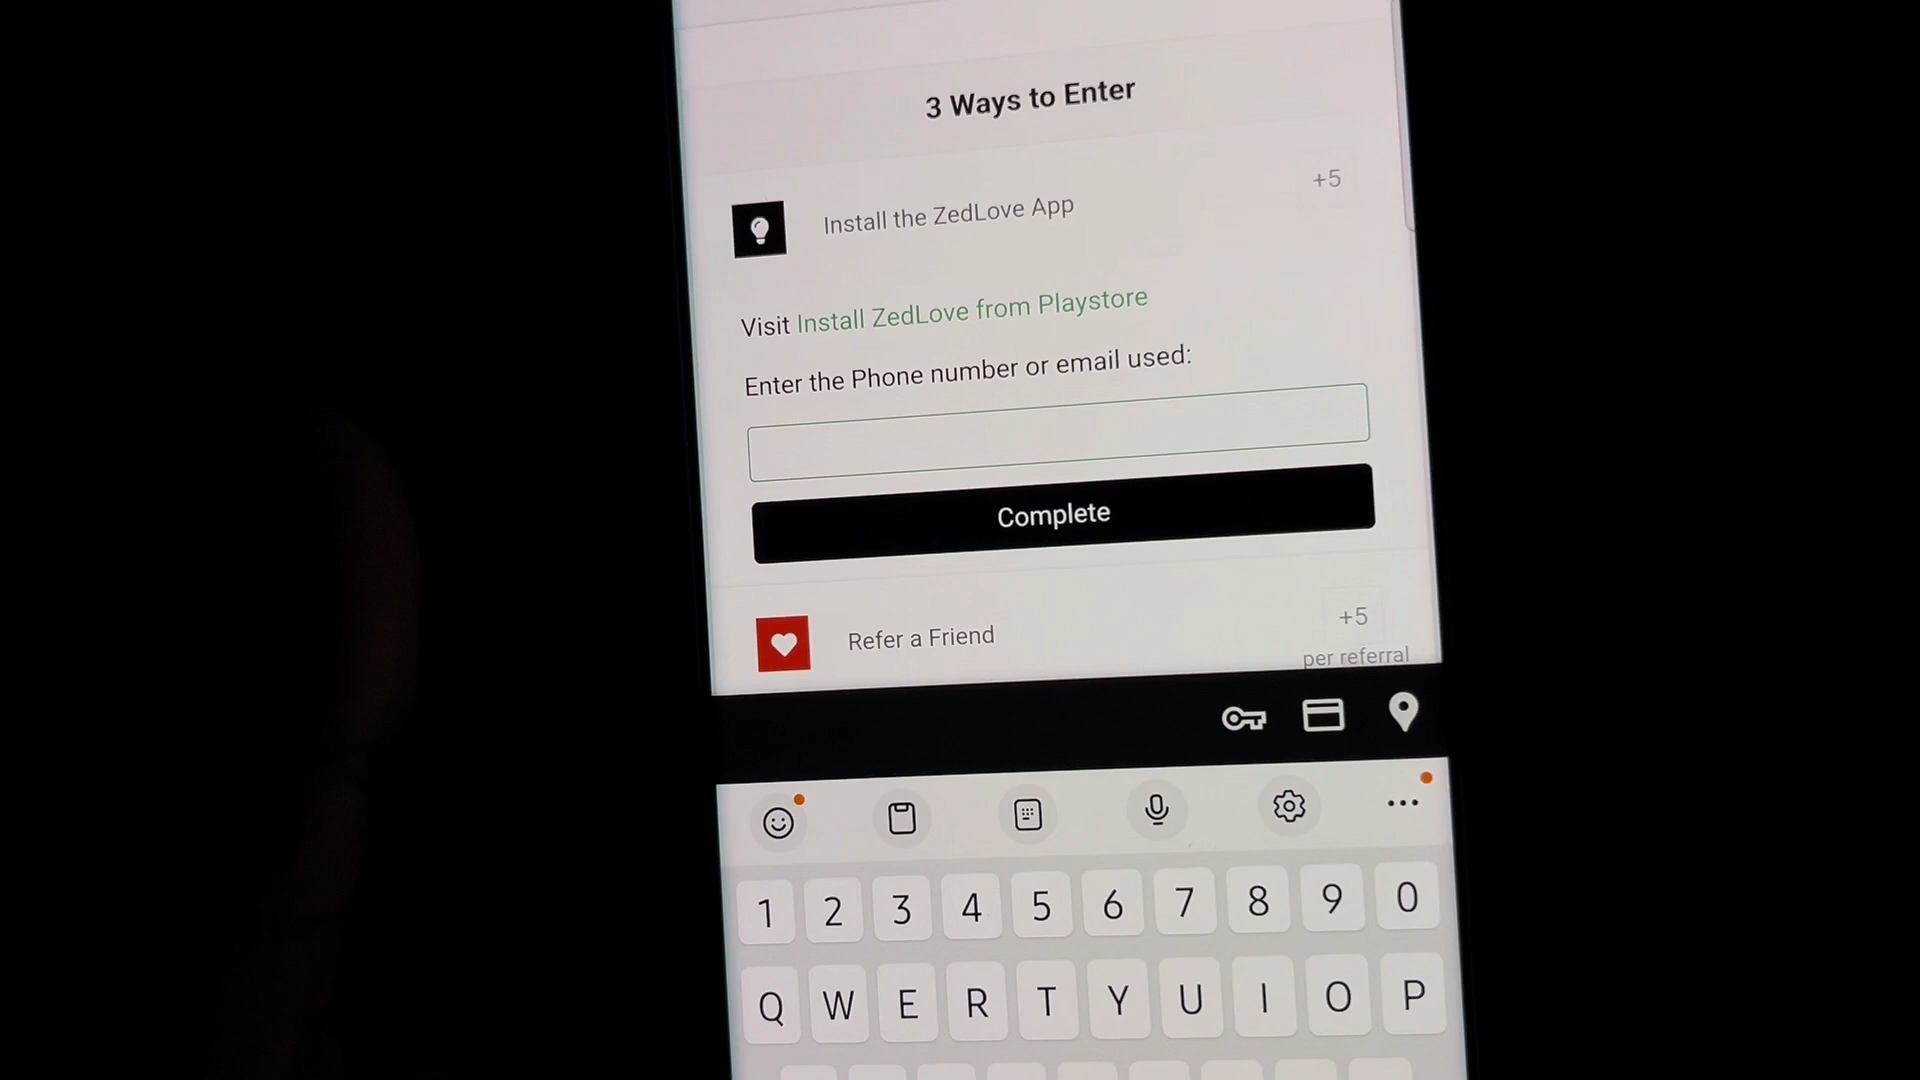 3 Ways to Enter
+5
Install the ZedLove App
Visit Install ZedLove from Playstore
Enter the Phone number or email used:
Complete
Refer a Friend
+5
per referral
1 2 3 4 5 6 7 8 9 0
Q W E R T Y U I O P